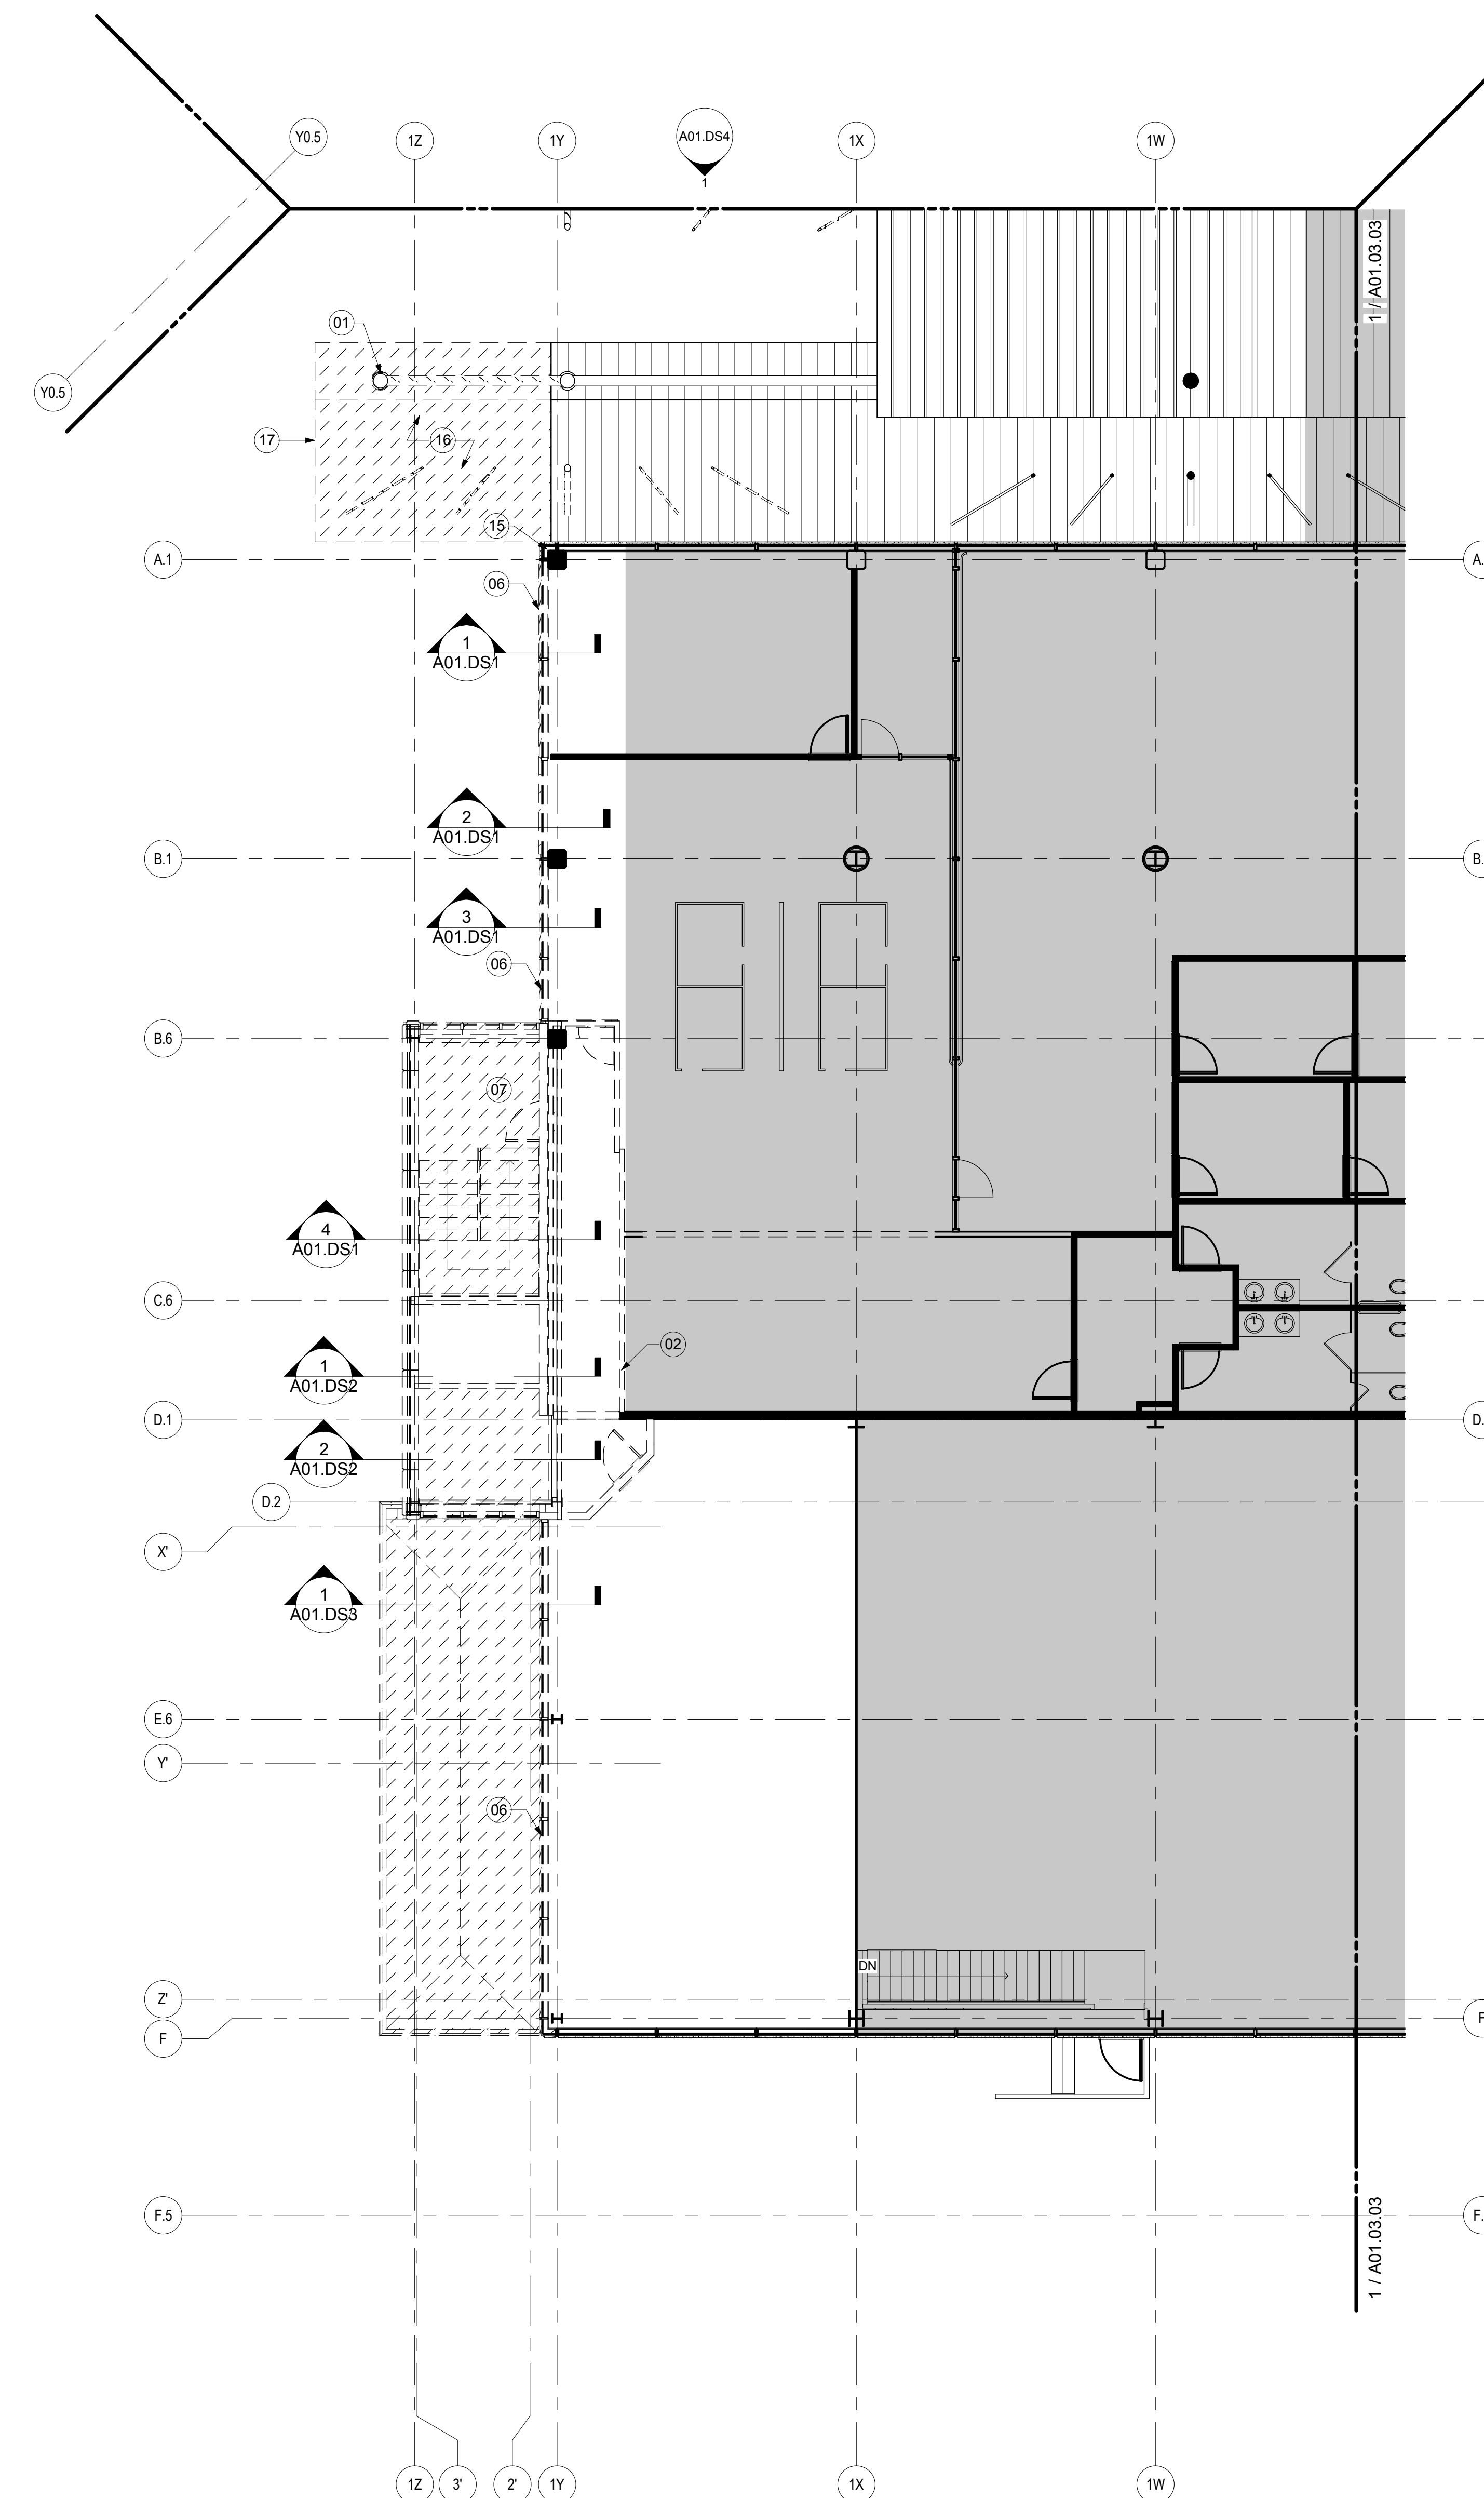 Y0.5
1Z
1Y
A01.DS4
1
1X
1W
1 / A01.03.03
01
Y0.5
17
16
15
A.1
A.
06
1
A01.DS1
2
A01.DS1
B.1
B.
3
A01.DS1
06
B.6
07
4
A01.DS1
C.6
1
A01.DS2
02
D.1
D.
2
A01.DS2
D.2
X'
1
A01.DS3
E.6
Y'
06
DN
Z'
F
F
F.5
F.
1 / A01.03.03
1Z
3'
2'
1Y
1X
1W